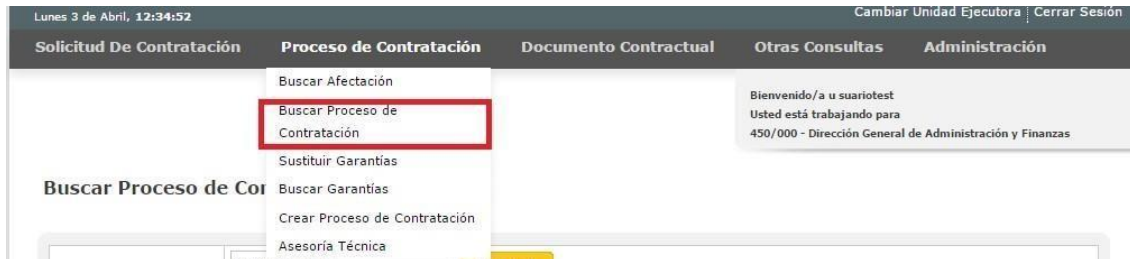 Lunes 3 de Abril, 12:34:52
Cambiar Unidad Ejecutora Cerrar Sesión
Solicitud De Contratación Proceso de Contratación Documento Contractual Otras Consultas Administración
Buscar Afectación
Buscar Proceso de
Contratación
Sustituir Garantías
Buscar Garantías
Crear Proceso de Contratación
Asesoría Técnica
Bienvenido/a u suariotest
Usted está trabajando para
450/000 - Dirección General de Administración y Finanzas
Buscar Proceso de Con